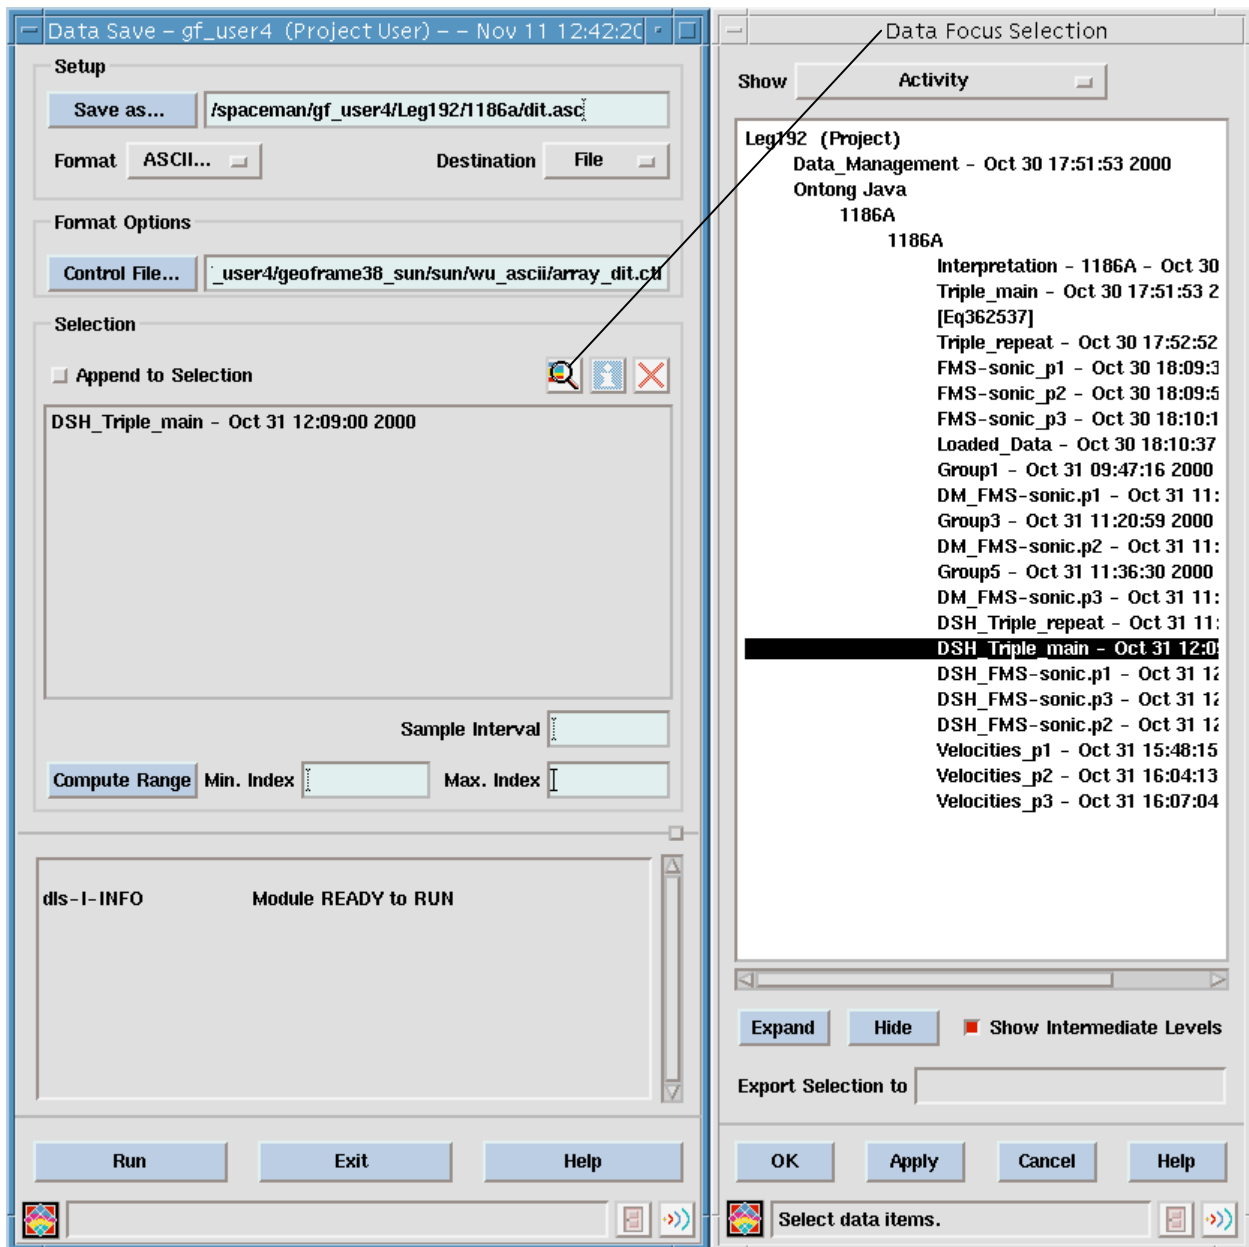 Data Save – gf_user4 (Project User) – – Nov 11 12:42:20
Setup
Save as...
/spaceman/gf_user4/Leg192/1186a/dit.asc
Format
ASCII...
Destination
File
Format Options
Control File...
_user4/geoframe38_sun/sun/wu_ascii/array_dit.ctl
Selection
Append to Selection
DSH_Triple_main – Oct 31 12:09:00 2000
Sample Interval
Compute Range
Min. Index
Max. Index
dls-I-INFO Module READY to RUN
Run
Exit
Help
Data Focus Selection
Show
Activity
Leg192 (Project)
Data_Management – Oct 30 17:51:53 2000
Ontong Java
1186A
1186A
Interpretation – 1186A – Oct 30
Triple_main – Oct 30 17:51:53 2
[Eq362537]
Triple_repeat – Oct 30 17:52:52
FMS-sonic_p1 – Oct 30 18:09:3
FMS-sonic_p2 – Oct 30 18:09:5
FMS-sonic_p3 – Oct 30 18:10:1
Loaded_Data – Oct 30 18:10:37
Group1 – Oct 31 09:47:16 2000
DM_FMS-sonic.p1 – Oct 31 11:
Group3 – Oct 31 11:20:59 2000
DM_FMS-sonic.p2 – Oct 31 11:
Group5 – Oct 31 11:36:30 2000
DM_FMS-sonic.p3 – Oct 31 11:
DSH_Triple_repeat – Oct 31 11:
DSH_Triple_main – Oct 31 12:0
DSH_FMS-sonic.p1 – Oct 31 12
DSH_FMS-sonic.p3 – Oct 31 12
DSH_FMS-sonic.p2 – Oct 31 12
Velocities_p1 – Oct 31 15:48:15
Velocities_p2 – Oct 31 16:04:13
Velocities_p3 – Oct 31 16:07:04
Expand
Hide
Show Intermediate Levels
Export Selection to
OK
Apply
Cancel
Help
Select data items.